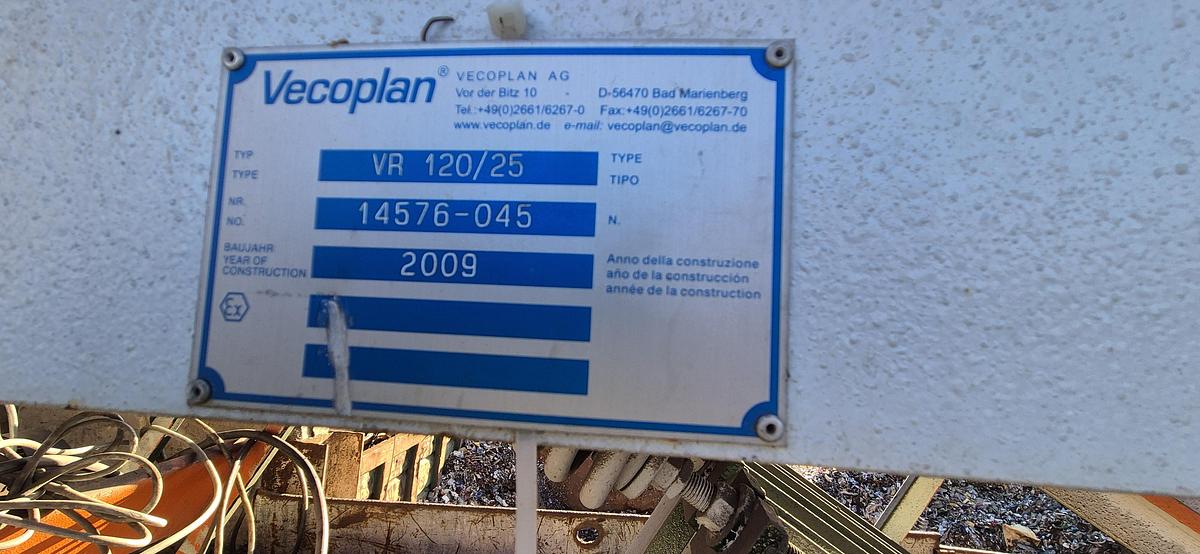 Vecoplan® VECOPLAN AG
Vor der Bitz 10 - D-56470 Bad Marienberg
Tel.:+49(0)2661/6267-0 Fax:+49(0)2661/6267-70
www.vecoplan.de e-mail: vecoplan@vecoplan.de
TYP
TYPE
VR 120/25
TYPE
TIPO
NR.
NO.
14576-045
N.
BAUJAHR
YEAR OF
CONSTRUCTION
2009
Anno della construzione
año de la construcción
année de la construction
Ex